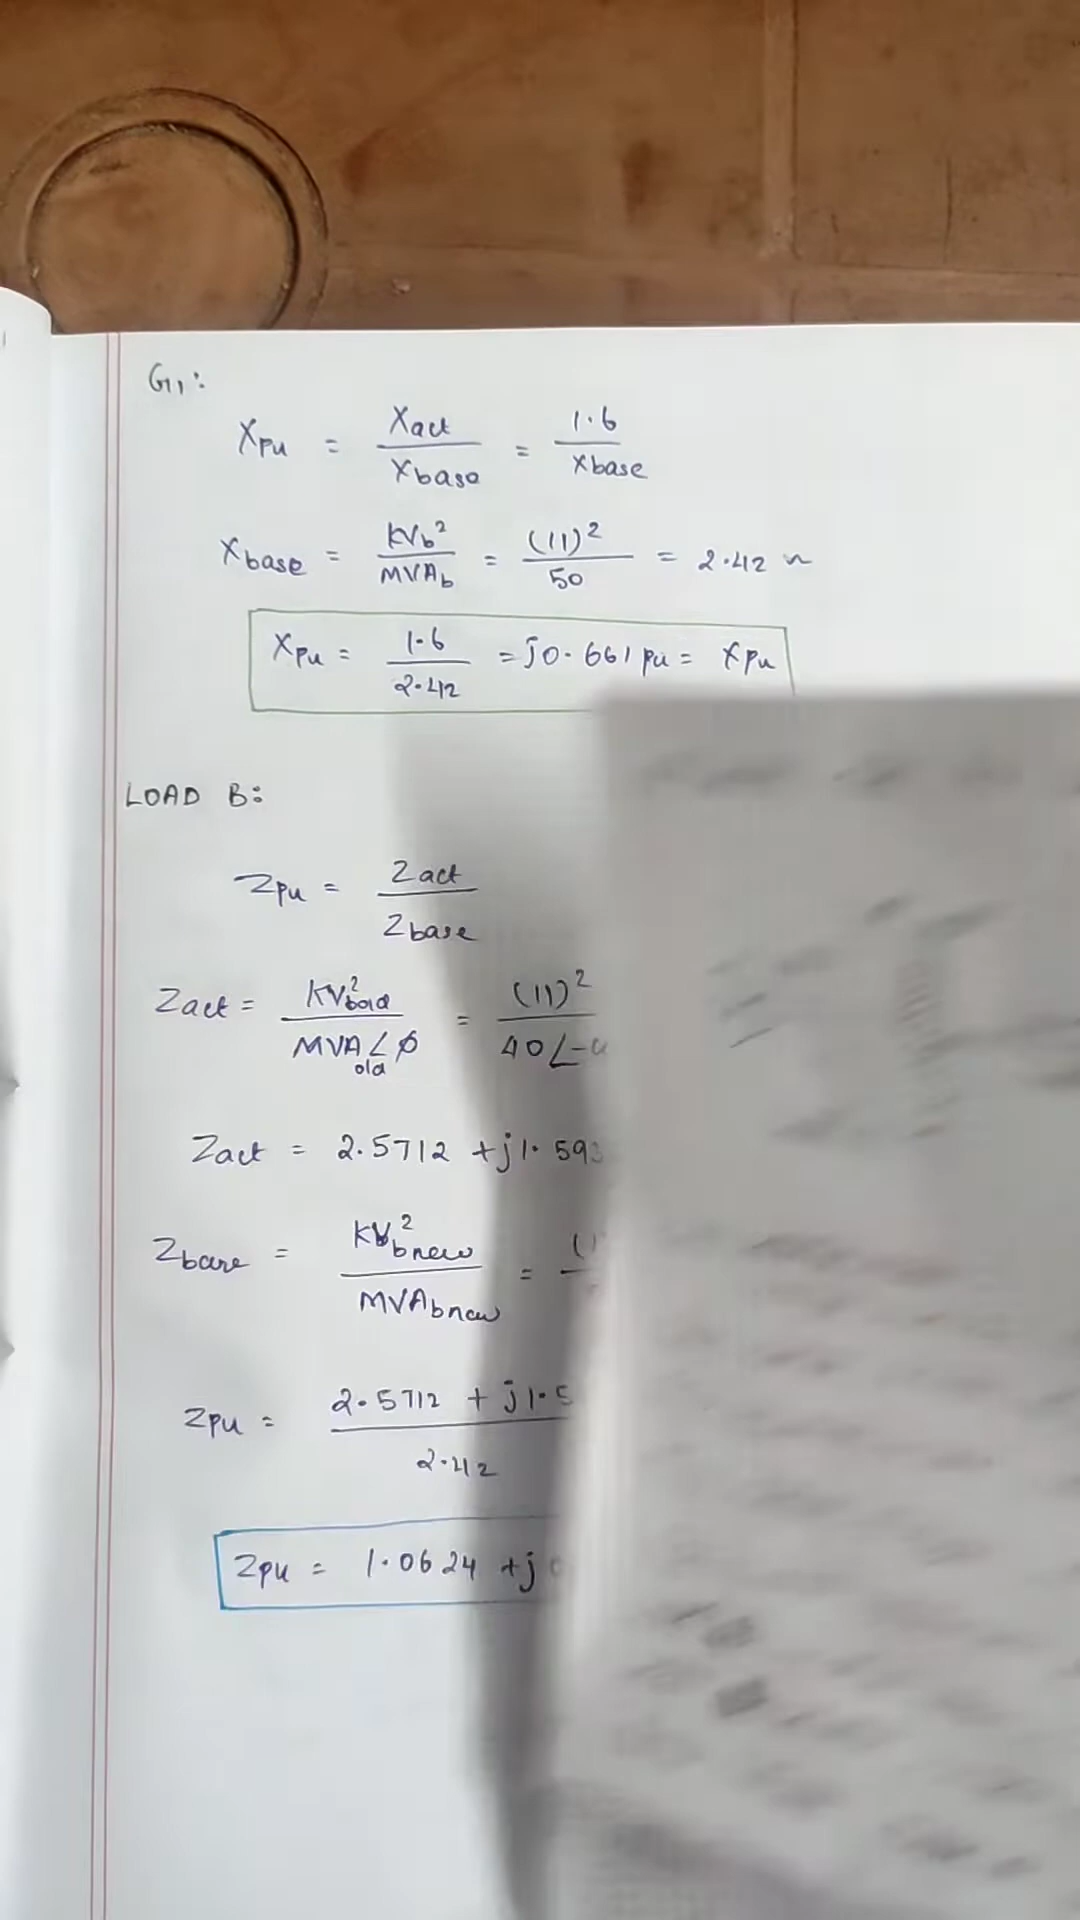 G1:
Xpu = Xact / Xbase = 1.6 / Xbase
Xbase = KVb² / MVAb = (11)² / 50 = 2.42 Ω
Xpu = 1.6 / 2.42 = j0.661 pu = Xpu
LOAD B:
Zpu = Zact / Zbase
Zact = KV²bold / MVA∠φ old = (11)² / 40∠-
Zact = 2.5712 + j1.593
Zbase = KV²bnew / MVAbnew =
Zpu = 2.5712 + j1.5 / 2.42
Zpu = 1.0624 + j